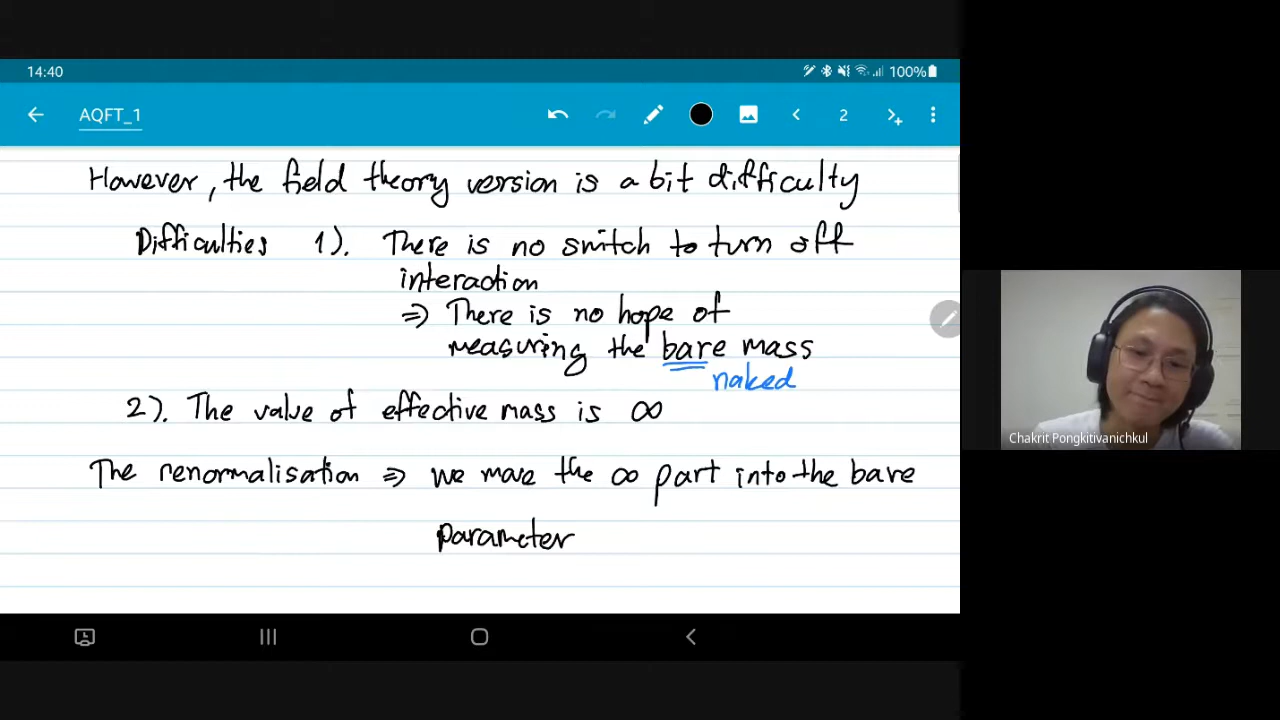 14:40
100%
AQFT_1
2
However, the field theory version is a bit difficulty
Difficulties 1). There is no switch to turn off
interaction
⇒ There is no hope of
measuring the bare mass
naked
2). The value of effective mass is ∞
The renormalisation ⇒ we move the ∞ part into the bare
parameter
Chakrit Pongkitivanichkul